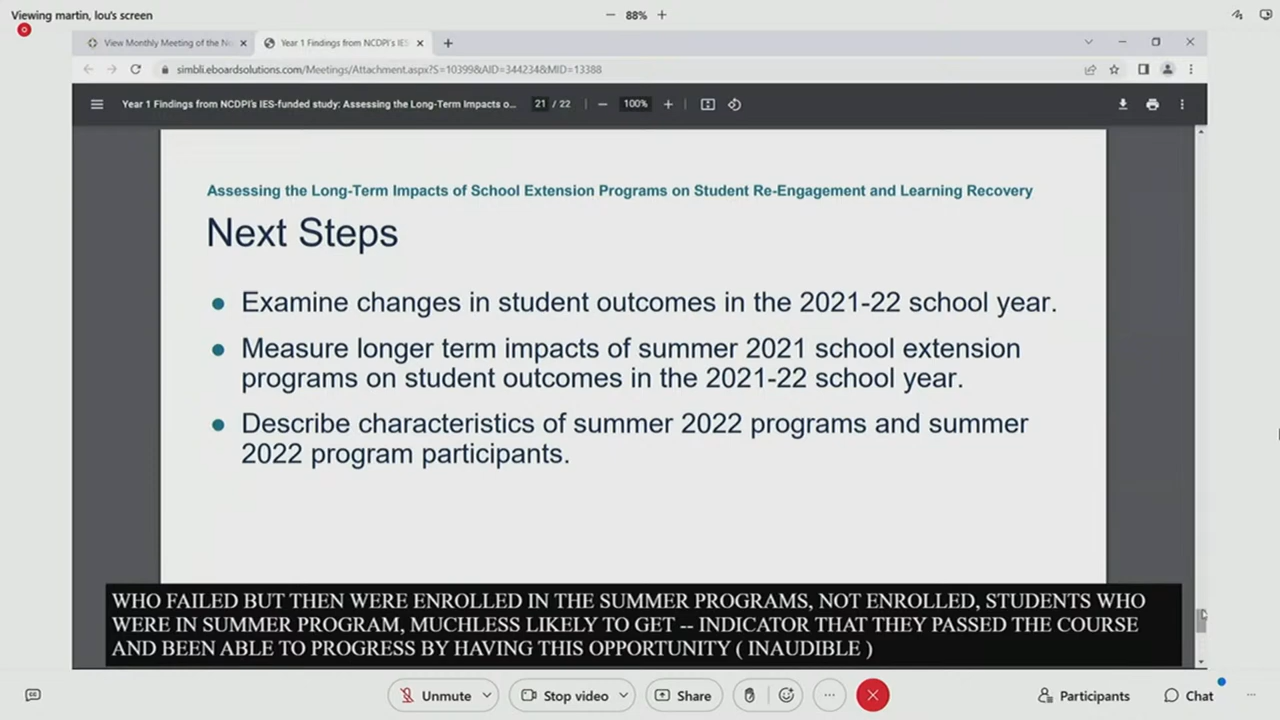 Viewing martin, lou's screen
88%
View Monthly Meeting of the No
Year 1 Findings from NCDPI's IES
simbli.eboardsolutions.com/Meetings/Attachment.aspx?S=10399&AID=344234&MID=13388
Year 1 Findings from NCDPI's IES-funded study: Assessing the Long-Term Impacts o...
21 / 22
100%
Assessing the Long-Term Impacts of School Extension Programs on Student Re-Engagement and Learning Recovery
Next Steps
● Examine changes in student outcomes in the 2021-22 school year.
● Measure longer term impacts of summer 2021 school extension
programs on student outcomes in the 2021-22 school year.
● Describe characteristics of summer 2022 programs and summer
2022 program participants.
WHO FAILED BUT THEN WERE ENROLLED IN THE SUMMER PROGRAMS, NOT ENROLLED, STUDENTS WHO
WERE IN SUMMER PROGRAM, MUCHLESS LIKELY TO GET -- INDICATOR THAT THEY PASSED THE COURSE
AND BEEN ABLE TO PROGRESS BY HAVING THIS OPPORTUNITY ( INAUDIBLE )
Unmute
Stop video
Share
Participants
Chat